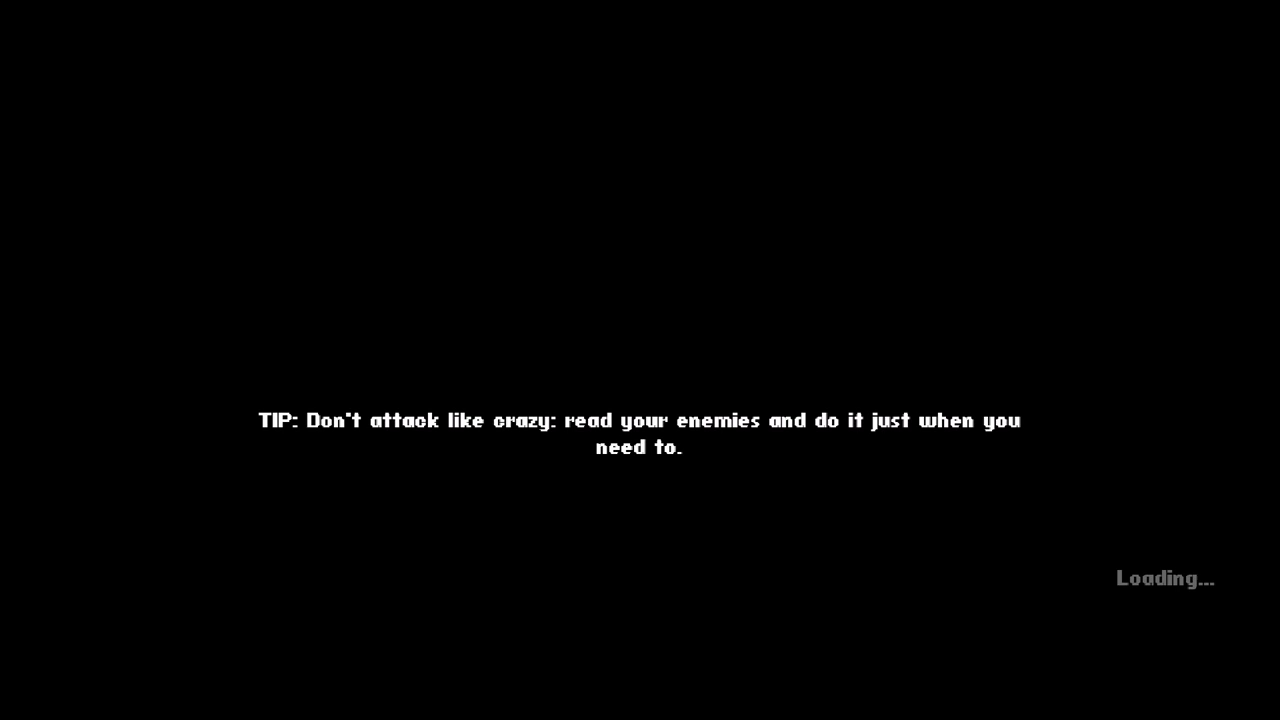 TIP: Don't attack like crazy: read your enemies and do it just when you
need to.
Loading...